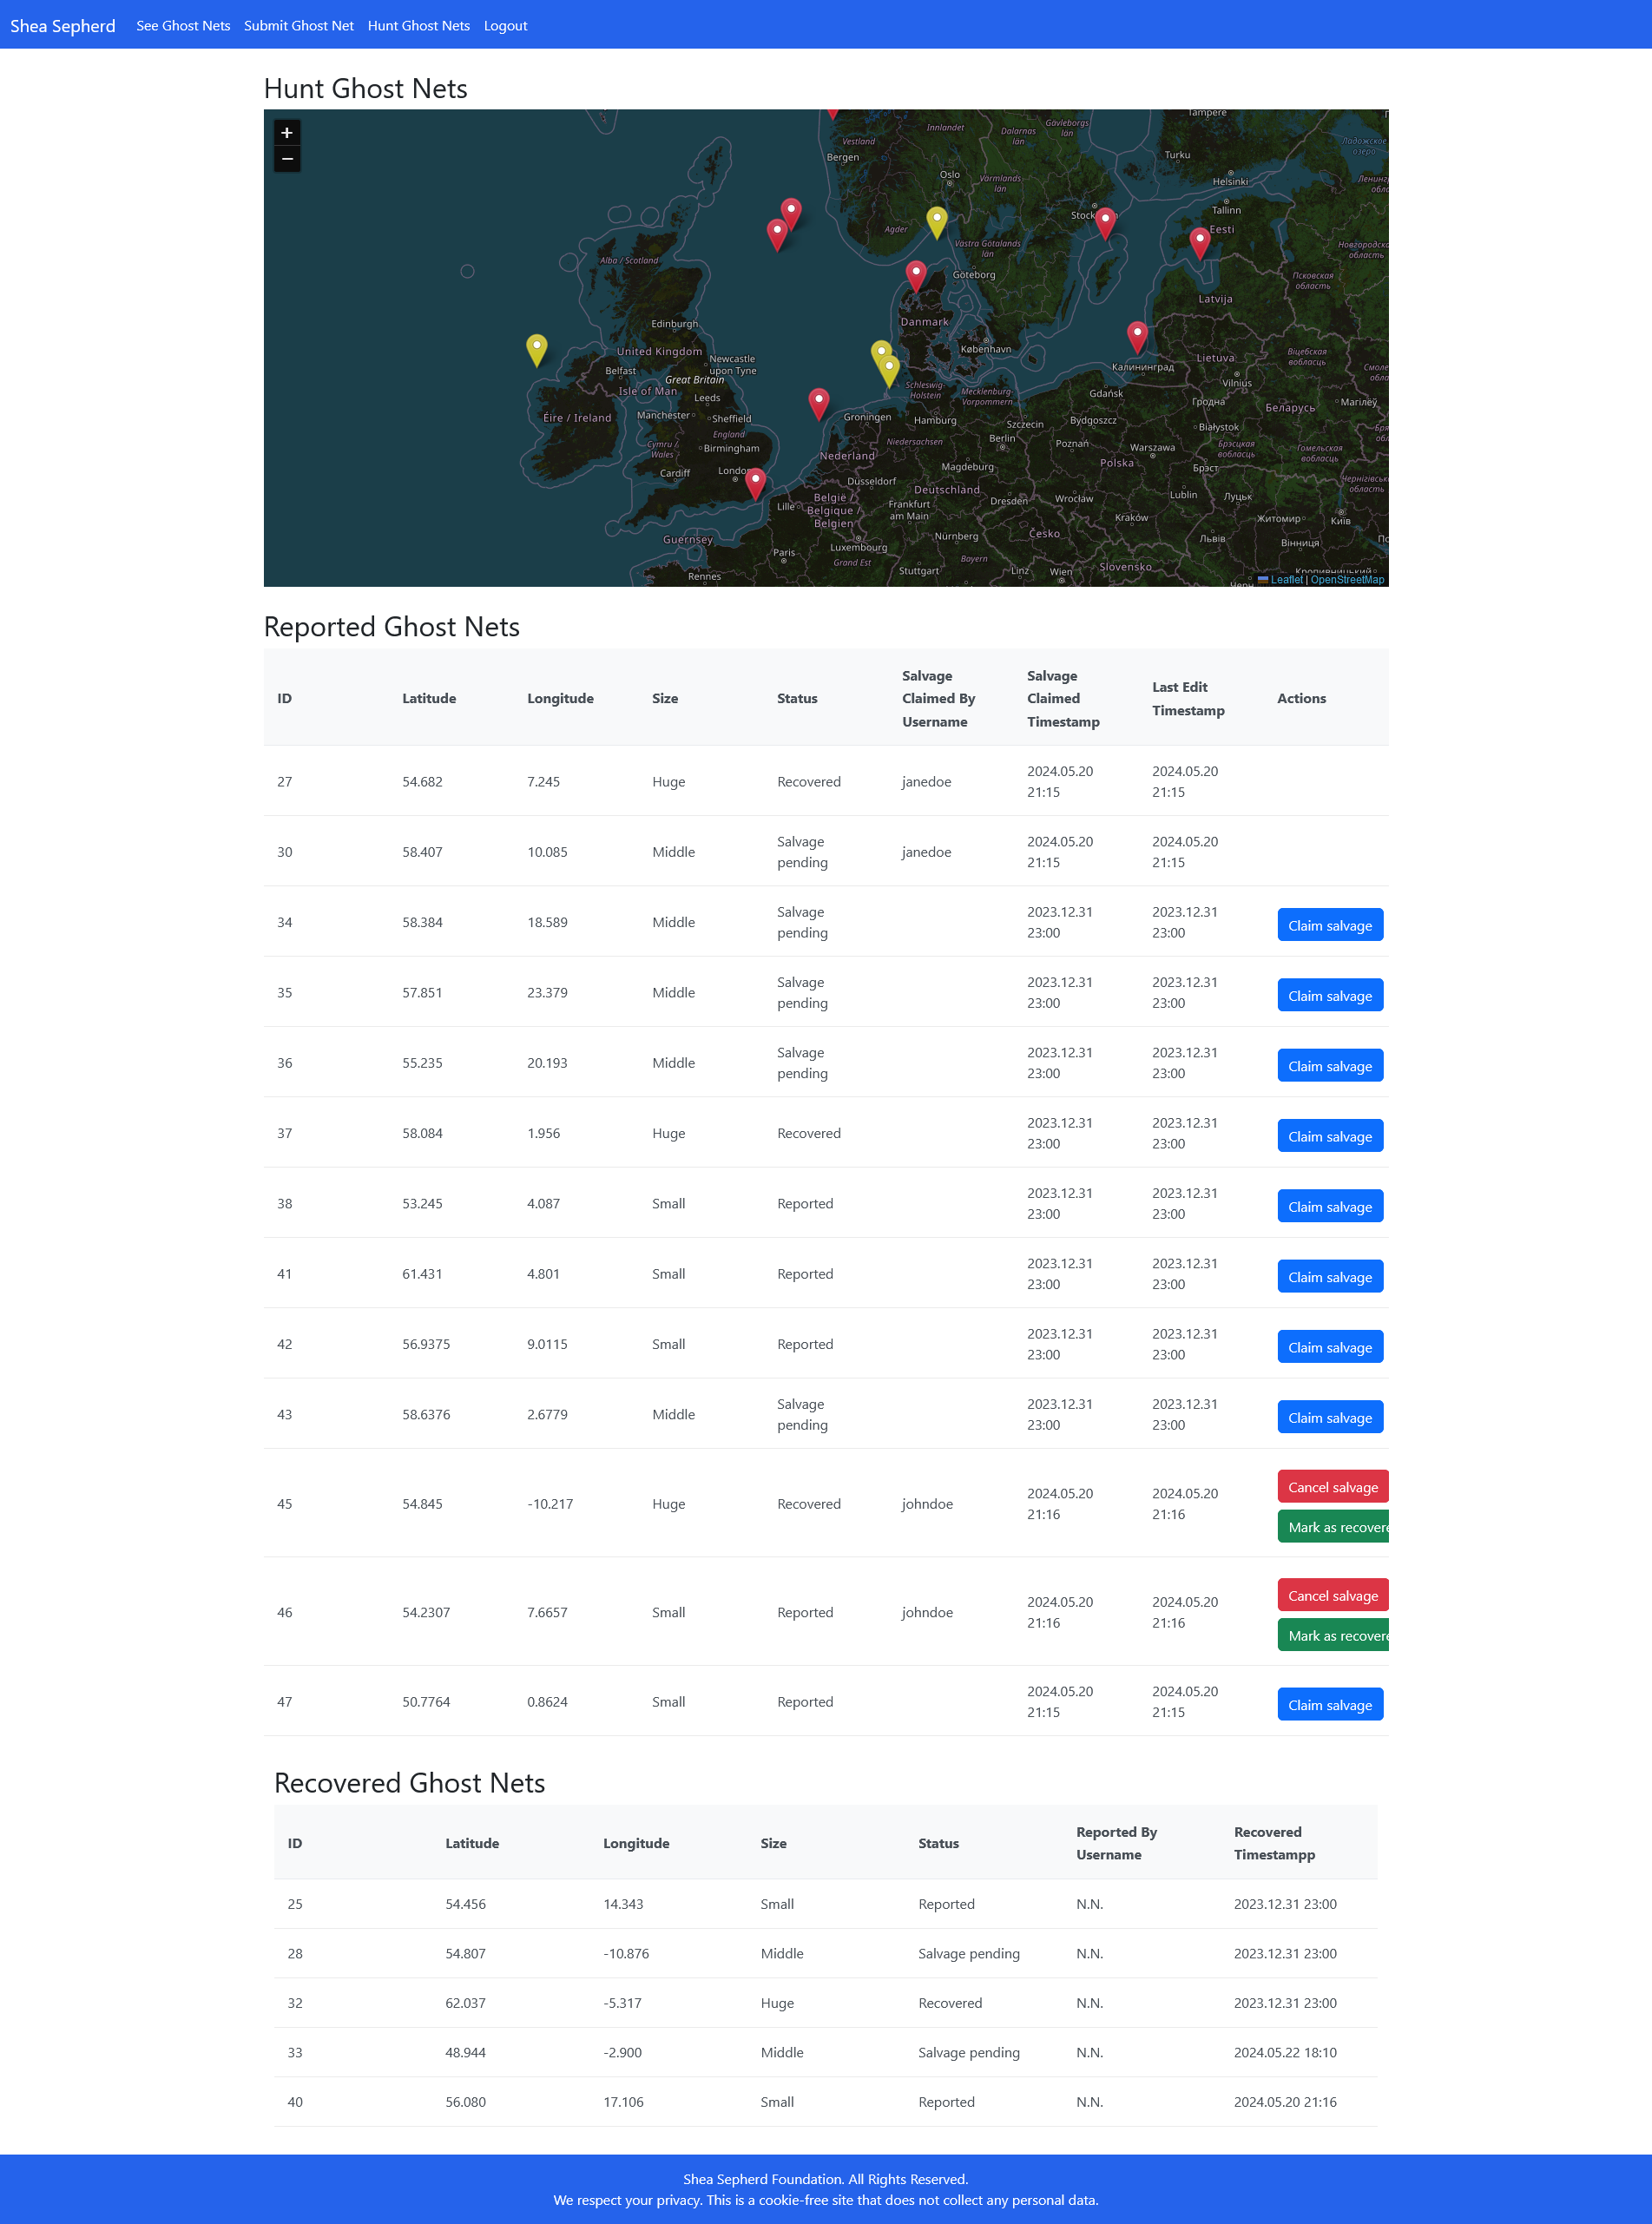 Shea Sepherd See Ghost Nets Submit Ghost Net Hunt Ghost Nets Logout
Hunt Ghost Nets
+
−
Tampere
Gävleborgs län
Dalarnas län
Innlandet
Vestland
Bergen
Turku
Helsinki
Ладожское озеро
Oslo
Värmlands län
Tallinn
Eesti
Agder
Västra Götalands län
Göteborg
Alba / Scotland
Псковская область
Latvija
Danmark
Edinburgh
United Kingdom
Newcastle upon Tyne
København
Lietuva
Віцебская вобласць
Belfast
Great Britain
Isle of Man
Калининград
Vilnius
Schleswig-Holstein
Mecklenburg-Vorpommern
Gdańsk
Leeds
Гродна
Беларусь
Магілёў
Éire / Ireland
Manchester
Sheffield
Groningen
Hamburg
Szczecin
Bydgoszcz
Białystok
England
Birmingham
Cymru / Wales
Niedersachsen
Berlin
Poznań
Warszawa
Брэсцкая вобласць
Гомельская вобласць
Nederland
Magdeburg
Polska
Брэст
Cardiff
Düsseldorf
Deutschland
België / Belgique / Belgien
Lille
Frankfurt am Main
Dresden
Wrocław
Lublin
Луцьк
Чернігівська область
Kraków
Житомир
Київ
Guernsey
Nürnberg
Česko
Львів
Вінниця
Paris
Luxembourg
Grand Est
Bayern
Stuttgart
Linz
Wien
Slovensko
Rennes
Кропивницький
Leaflet | OpenStreetMap
Reported Ghost Nets
ID Latitude Longitude Size Status Salvage Claimed By Username Salvage Claimed Timestamp Last Edit Timestamp Actions
27 54.682 7.245 Huge Recovered janedoe 2024.05.20 21:15 2024.05.20 21:15
30 58.407 10.085 Middle Salvage pending janedoe 2024.05.20 21:15 2024.05.20 21:15
34 58.384 18.589 Middle Salvage pending 2023.12.31 23:00 2023.12.31 23:00 Claim salvage
35 57.851 23.379 Middle Salvage pending 2023.12.31 23:00 2023.12.31 23:00 Claim salvage
36 55.235 20.193 Middle Salvage pending 2023.12.31 23:00 2023.12.31 23:00 Claim salvage
37 58.084 1.956 Huge Recovered 2023.12.31 23:00 2023.12.31 23:00 Claim salvage
38 53.245 4.087 Small Reported 2023.12.31 23:00 2023.12.31 23:00 Claim salvage
41 61.431 4.801 Small Reported 2023.12.31 23:00 2023.12.31 23:00 Claim salvage
42 56.9375 9.0115 Small Reported 2023.12.31 23:00 2023.12.31 23:00 Claim salvage
43 58.6376 2.6779 Middle Salvage pending 2023.12.31 23:00 2023.12.31 23:00 Claim salvage
45 54.845 -10.217 Huge Recovered johndoe 2024.05.20 21:16 2024.05.20 21:16 Cancel salvage
Mark as recovere
46 54.2307 7.6657 Small Reported johndoe 2024.05.20 21:16 2024.05.20 21:16 Cancel salvage
Mark as recovere
47 50.7764 0.8624 Small Reported 2024.05.20 21:15 2024.05.20 21:15 Claim salvage
Recovered Ghost Nets
ID Latitude Longitude Size Status Reported By Username Recovered Timestampp
25 54.456 14.343 Small Reported N.N. 2023.12.31 23:00
28 54.807 -10.876 Middle Salvage pending N.N. 2023.12.31 23:00
32 62.037 -5.317 Huge Recovered N.N. 2023.12.31 23:00
33 48.944 -2.900 Middle Salvage pending N.N. 2024.05.22 18:10
40 56.080 17.106 Small Reported N.N. 2024.05.20 21:16
Shea Sepherd Foundation. All Rights Reserved.
We respect your privacy. This is a cookie-free site that does not collect any personal data.